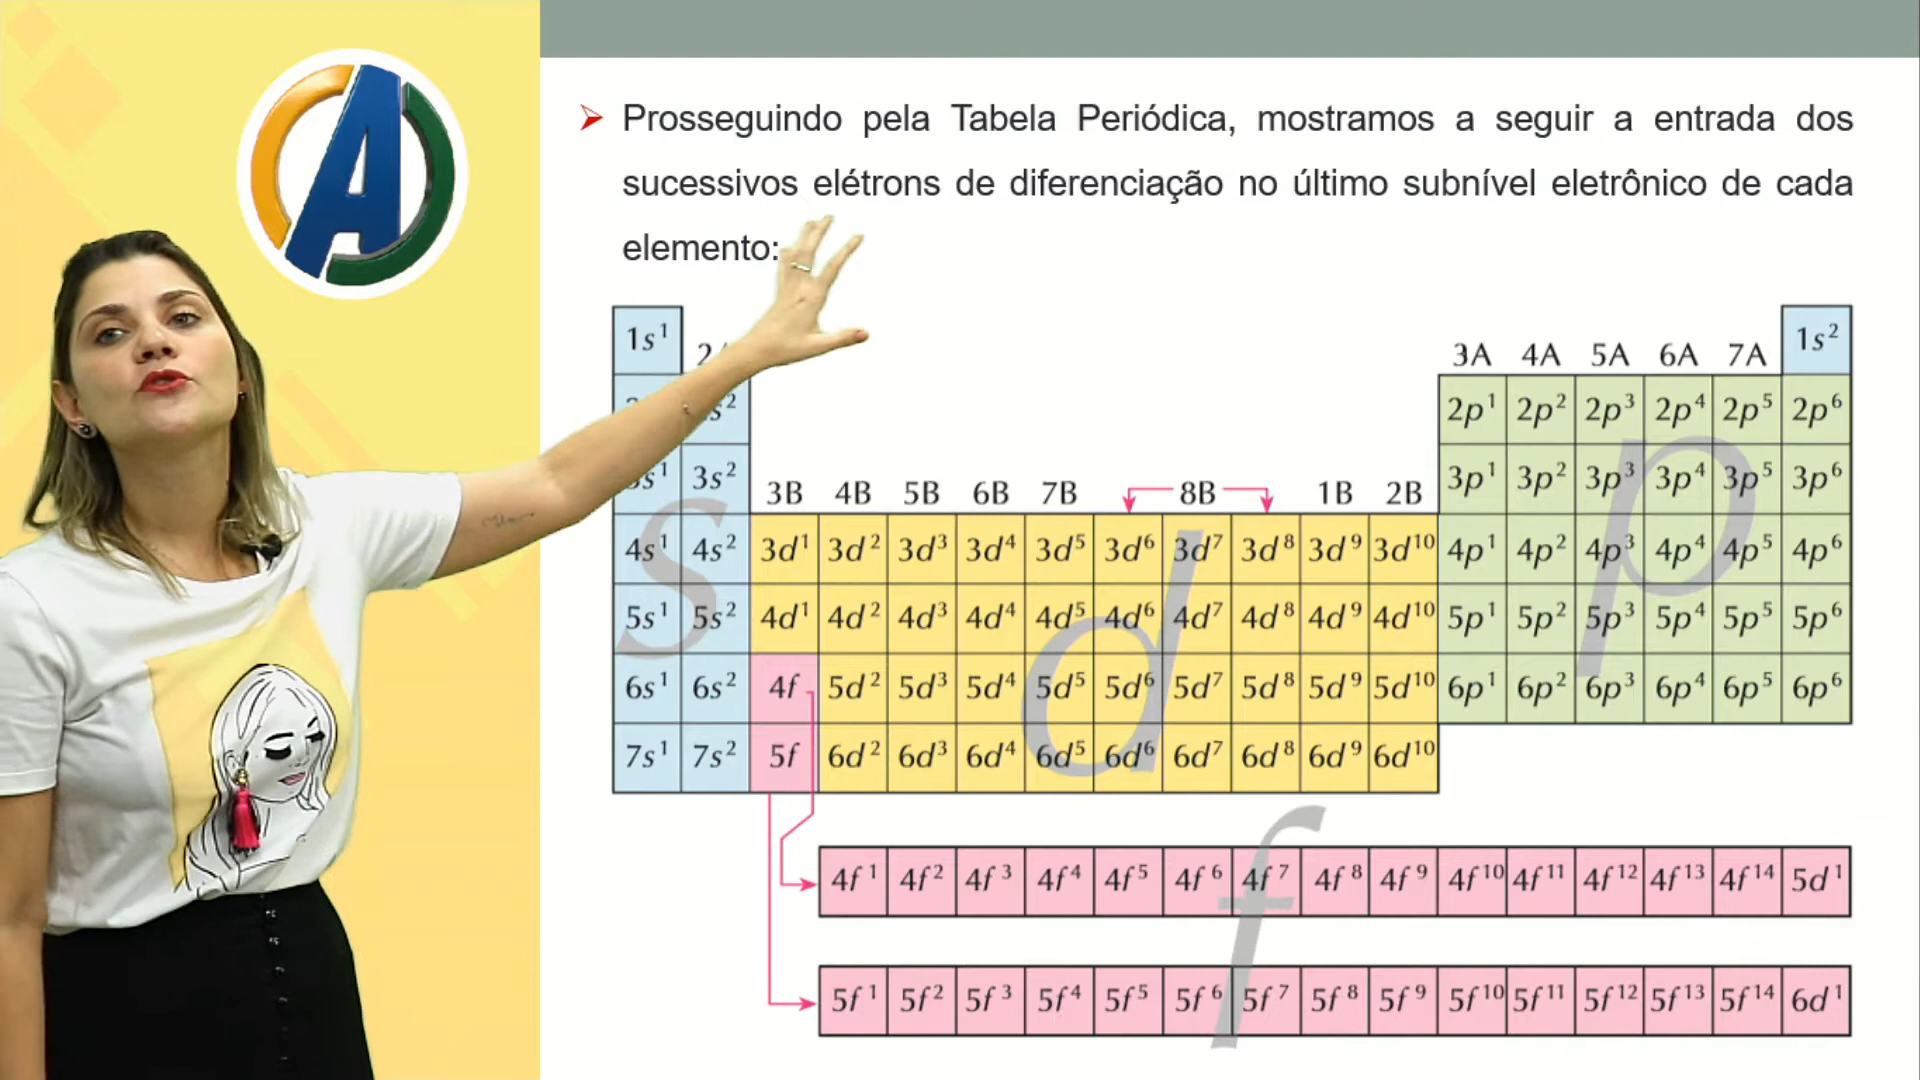 Prosseguindo pela Tabela Periódica, mostramos a seguir a entrada dos
sucessivos elétrons de diferenciação no último subnível eletrônico de cada
elemento:
1s¹ 1s²
3A 4A 5A 6A 7A
2p¹ 2p² 2p³ 2p⁴ 2p⁵ 2p⁶
3s² 3p¹ 3p² 3p³ 3p⁴ 3p⁵ 3p⁶
3B 4B 5B 6B 7B 8B 1B 2B
4s¹ 4s² 3d¹ 3d² 3d³ 3d⁴ 3d⁵ 3d⁶ 3d⁷ 3d⁸ 3d⁹ 3d¹⁰ 4p¹ 4p² 4p³ 4p⁴ 4p⁵ 4p⁶
5s¹ 5s² 4d¹ 4d² 4d³ 4d⁴ 4d⁵ 4d⁶ 4d⁷ 4d⁸ 4d⁹ 4d¹⁰ 5p¹ 5p² 5p³ 5p⁴ 5p⁵ 5p⁶
6s¹ 6s² 4f 5d² 5d³ 5d⁴ 5d⁵ 5d⁶ 5d⁷ 5d⁸ 5d⁹ 5d¹⁰ 6p¹ 6p² 6p³ 6p⁴ 6p⁵ 6p⁶
7s¹ 7s² 5f 6d² 6d³ 6d⁴ 6d⁵ 6d⁶ 6d⁷ 6d⁸ 6d⁹ 6d¹⁰
s d p f
4f¹ 4f² 4f³ 4f⁴ 4f⁵ 4f⁶ 4f⁷ 4f⁸ 4f⁹ 4f¹⁰ 4f¹¹ 4f¹² 4f¹³ 4f¹⁴ 5d¹
5f¹ 5f² 5f³ 5f⁴ 5f⁵ 5f⁶ 5f⁷ 5f⁸ 5f⁹ 5f¹⁰ 5f¹¹ 5f¹² 5f¹³ 5f¹⁴ 6d¹
A